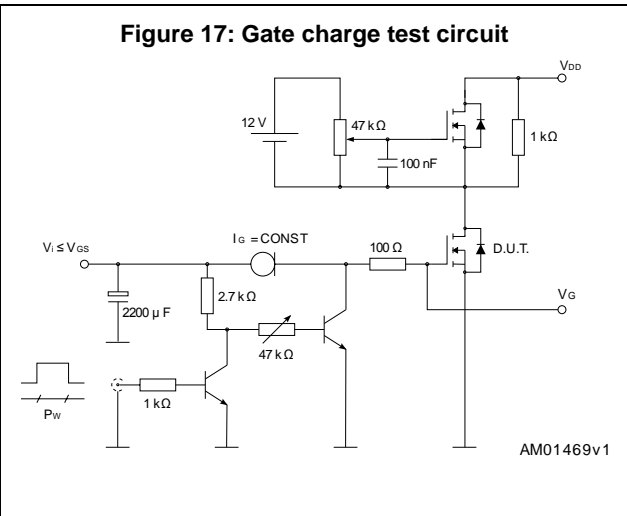 Figure 17: Gate charge test circuit
VDD
12 V
47 kΩ
1 kΩ
100 nF
Vi ≤ VGS
IG = CONST
100 Ω
D.U.T.
2.7 kΩ
2200 µF
VG
47 kΩ
1 kΩ
PW
AM01469v1